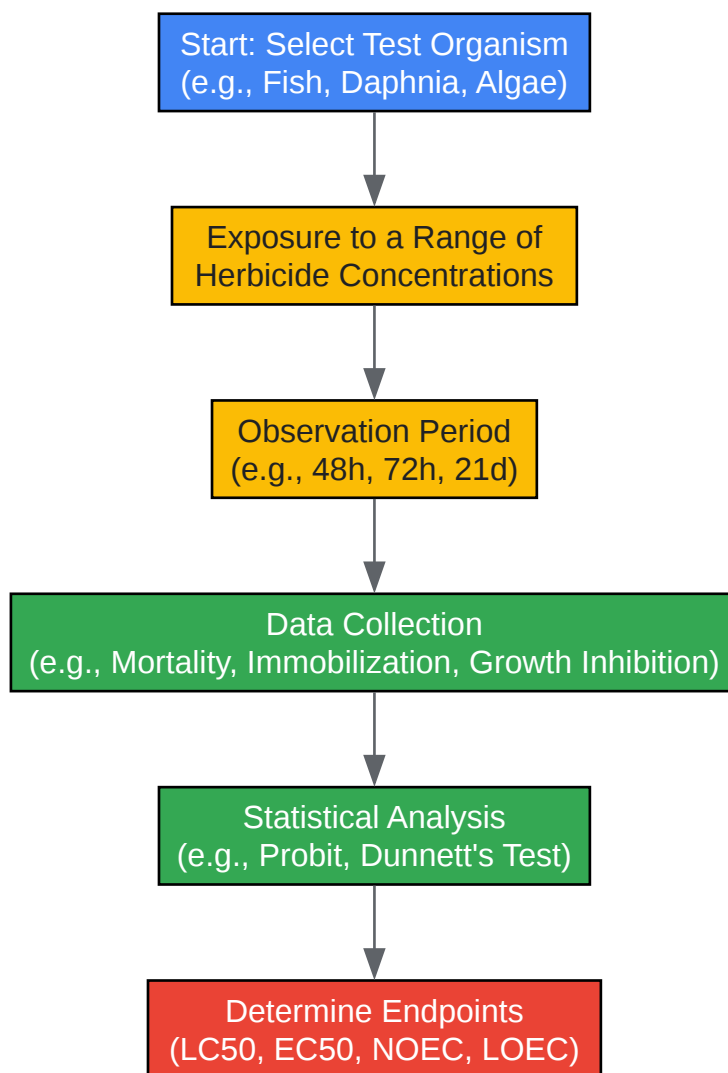 Start: Select Test Organism
(e.g., Fish, Daphnia, Algae)
Exposure to a Range of
Herbicide Concentrations
Observation Period
(e.g., 48h, 72h, 21d)
Data Collection
(e.g., Mortality, Immobilization, Growth Inhibition)
Statistical Analysis
(e.g., Probit, Dunnett's Test)
Determine Endpoints
(LC50, EC50, NOEC, LOEC)